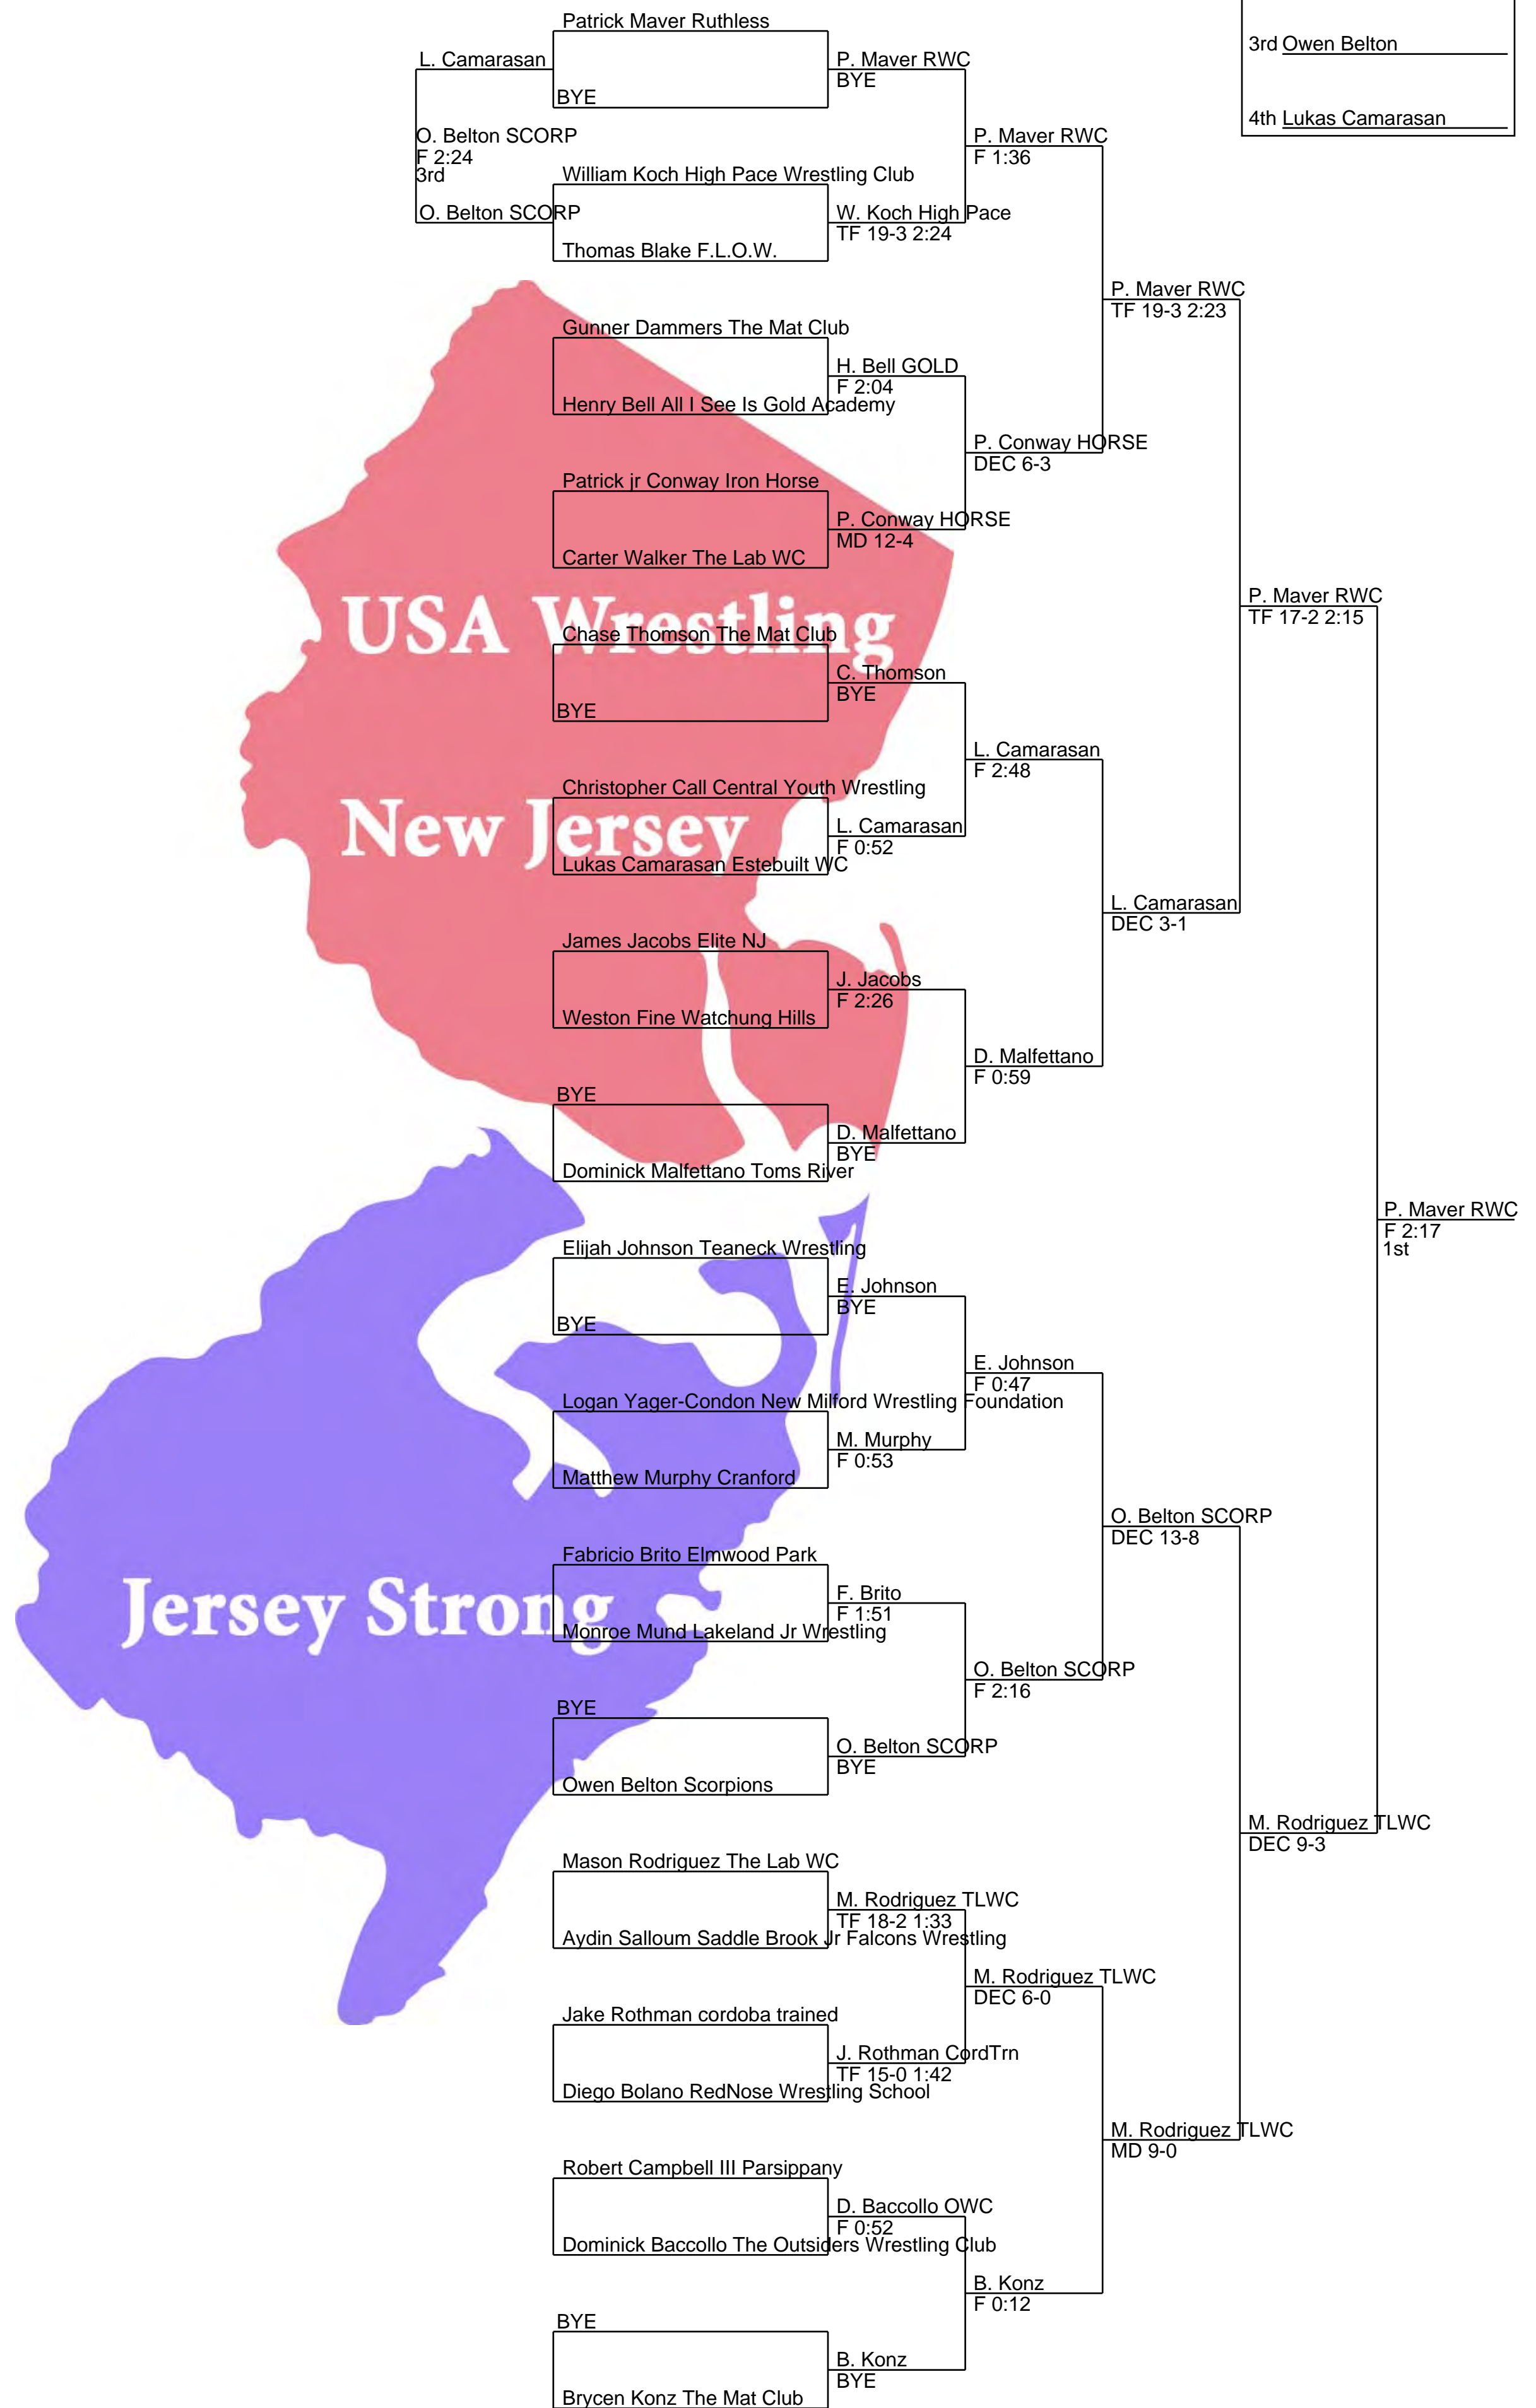 Patrick Maver Ruthless
3rd Owen Belton
L. Camarasan
P. Maver RWC
BYE
BYE
4th Lukas Camarasan
O. Belton SCORP
F 2:24
3rd
P. Maver RWC
F 1:36
William Koch High Pace Wrestling Club
O. Belton SCORP
W. Koch High Pace
TF 19-3 2:24
Thomas Blake F.L.O.W.
P. Maver RWC
TF 19-3 2:23
Gunner Dammers The Mat Club
H. Bell GOLD
F 2:04
Henry Bell All I See Is Gold Academy
P. Conway HORSE
DEC 6-3
Patrick jr Conway Iron Horse
P. Conway HORSE
MD 12-4
Carter Walker The Lab WC
USA Wrestling
P. Maver RWC
TF 17-2 2:15
Chase Thomson The Mat Club
C. Thomson
BYE
BYE
L. Camarasan
F 2:48
Christopher Call Central Youth Wrestling
New Jersey
L. Camarasan
F 0:52
Lukas Camarasan Estebuilt WC
L. Camarasan
DEC 3-1
James Jacobs Elite NJ
J. Jacobs
F 2:26
Weston Fine Watchung Hills
D. Malfettano
F 0:59
BYE
D. Malfettano
BYE
Dominick Malfettano Toms River
P. Maver RWC
F 2:17
1st
Elijah Johnson Teaneck Wrestling
E. Johnson
BYE
BYE
E. Johnson
F 0:47
Logan Yager-Condon New Milford Wrestling Foundation
M. Murphy
F 0:53
Matthew Murphy Cranford
O. Belton SCORP
DEC 13-8
Fabricio Brito Elmwood Park
Jersey Strong
F. Brito
F 1:51
Monroe Mund Lakeland Jr Wrestling
O. Belton SCORP
F 2:16
BYE
O. Belton SCORP
BYE
Owen Belton Scorpions
M. Rodriguez TLWC
DEC 9-3
Mason Rodriguez The Lab WC
M. Rodriguez TLWC
TF 18-2 1:33
Aydin Salloum Saddle Brook Jr Falcons Wrestling
M. Rodriguez TLWC
DEC 6-0
Jake Rothman cordoba trained
J. Rothman CordTrn
TF 15-0 1:42
Diego Bolano RedNose Wrestling School
M. Rodriguez TLWC
MD 9-0
Robert Campbell III Parsippany
D. Baccollo OWC
F 0:52
Dominick Baccollo The Outsiders Wrestling Club
B. Konz
F 0:12
BYE
B. Konz
BYE
Brycen Konz The Mat Club